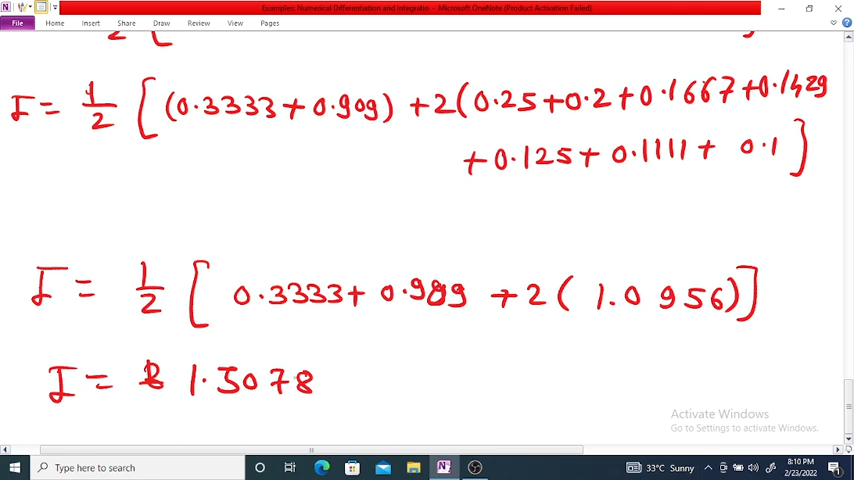 Examples: Numerical Differentiation and Integratio - Microsoft OneNote (Product Activation Failed)
File Home Insert Share Draw Review View Pages
I = 1/2 [ (0.3333 + 0.909) + 2(0.25 + 0.2 + 0.1667 + 0.1429
+ 0.125 + 0.1111 + 0.1 ]
I = 1/2 [ 0.3333 + 0.909 + 2 ( 1.0956) ]
I = 1.5078
Activate Windows
Go to Settings to activate Windows.
Type here to search
33°C Sunny
8:10 PM
2/23/2022